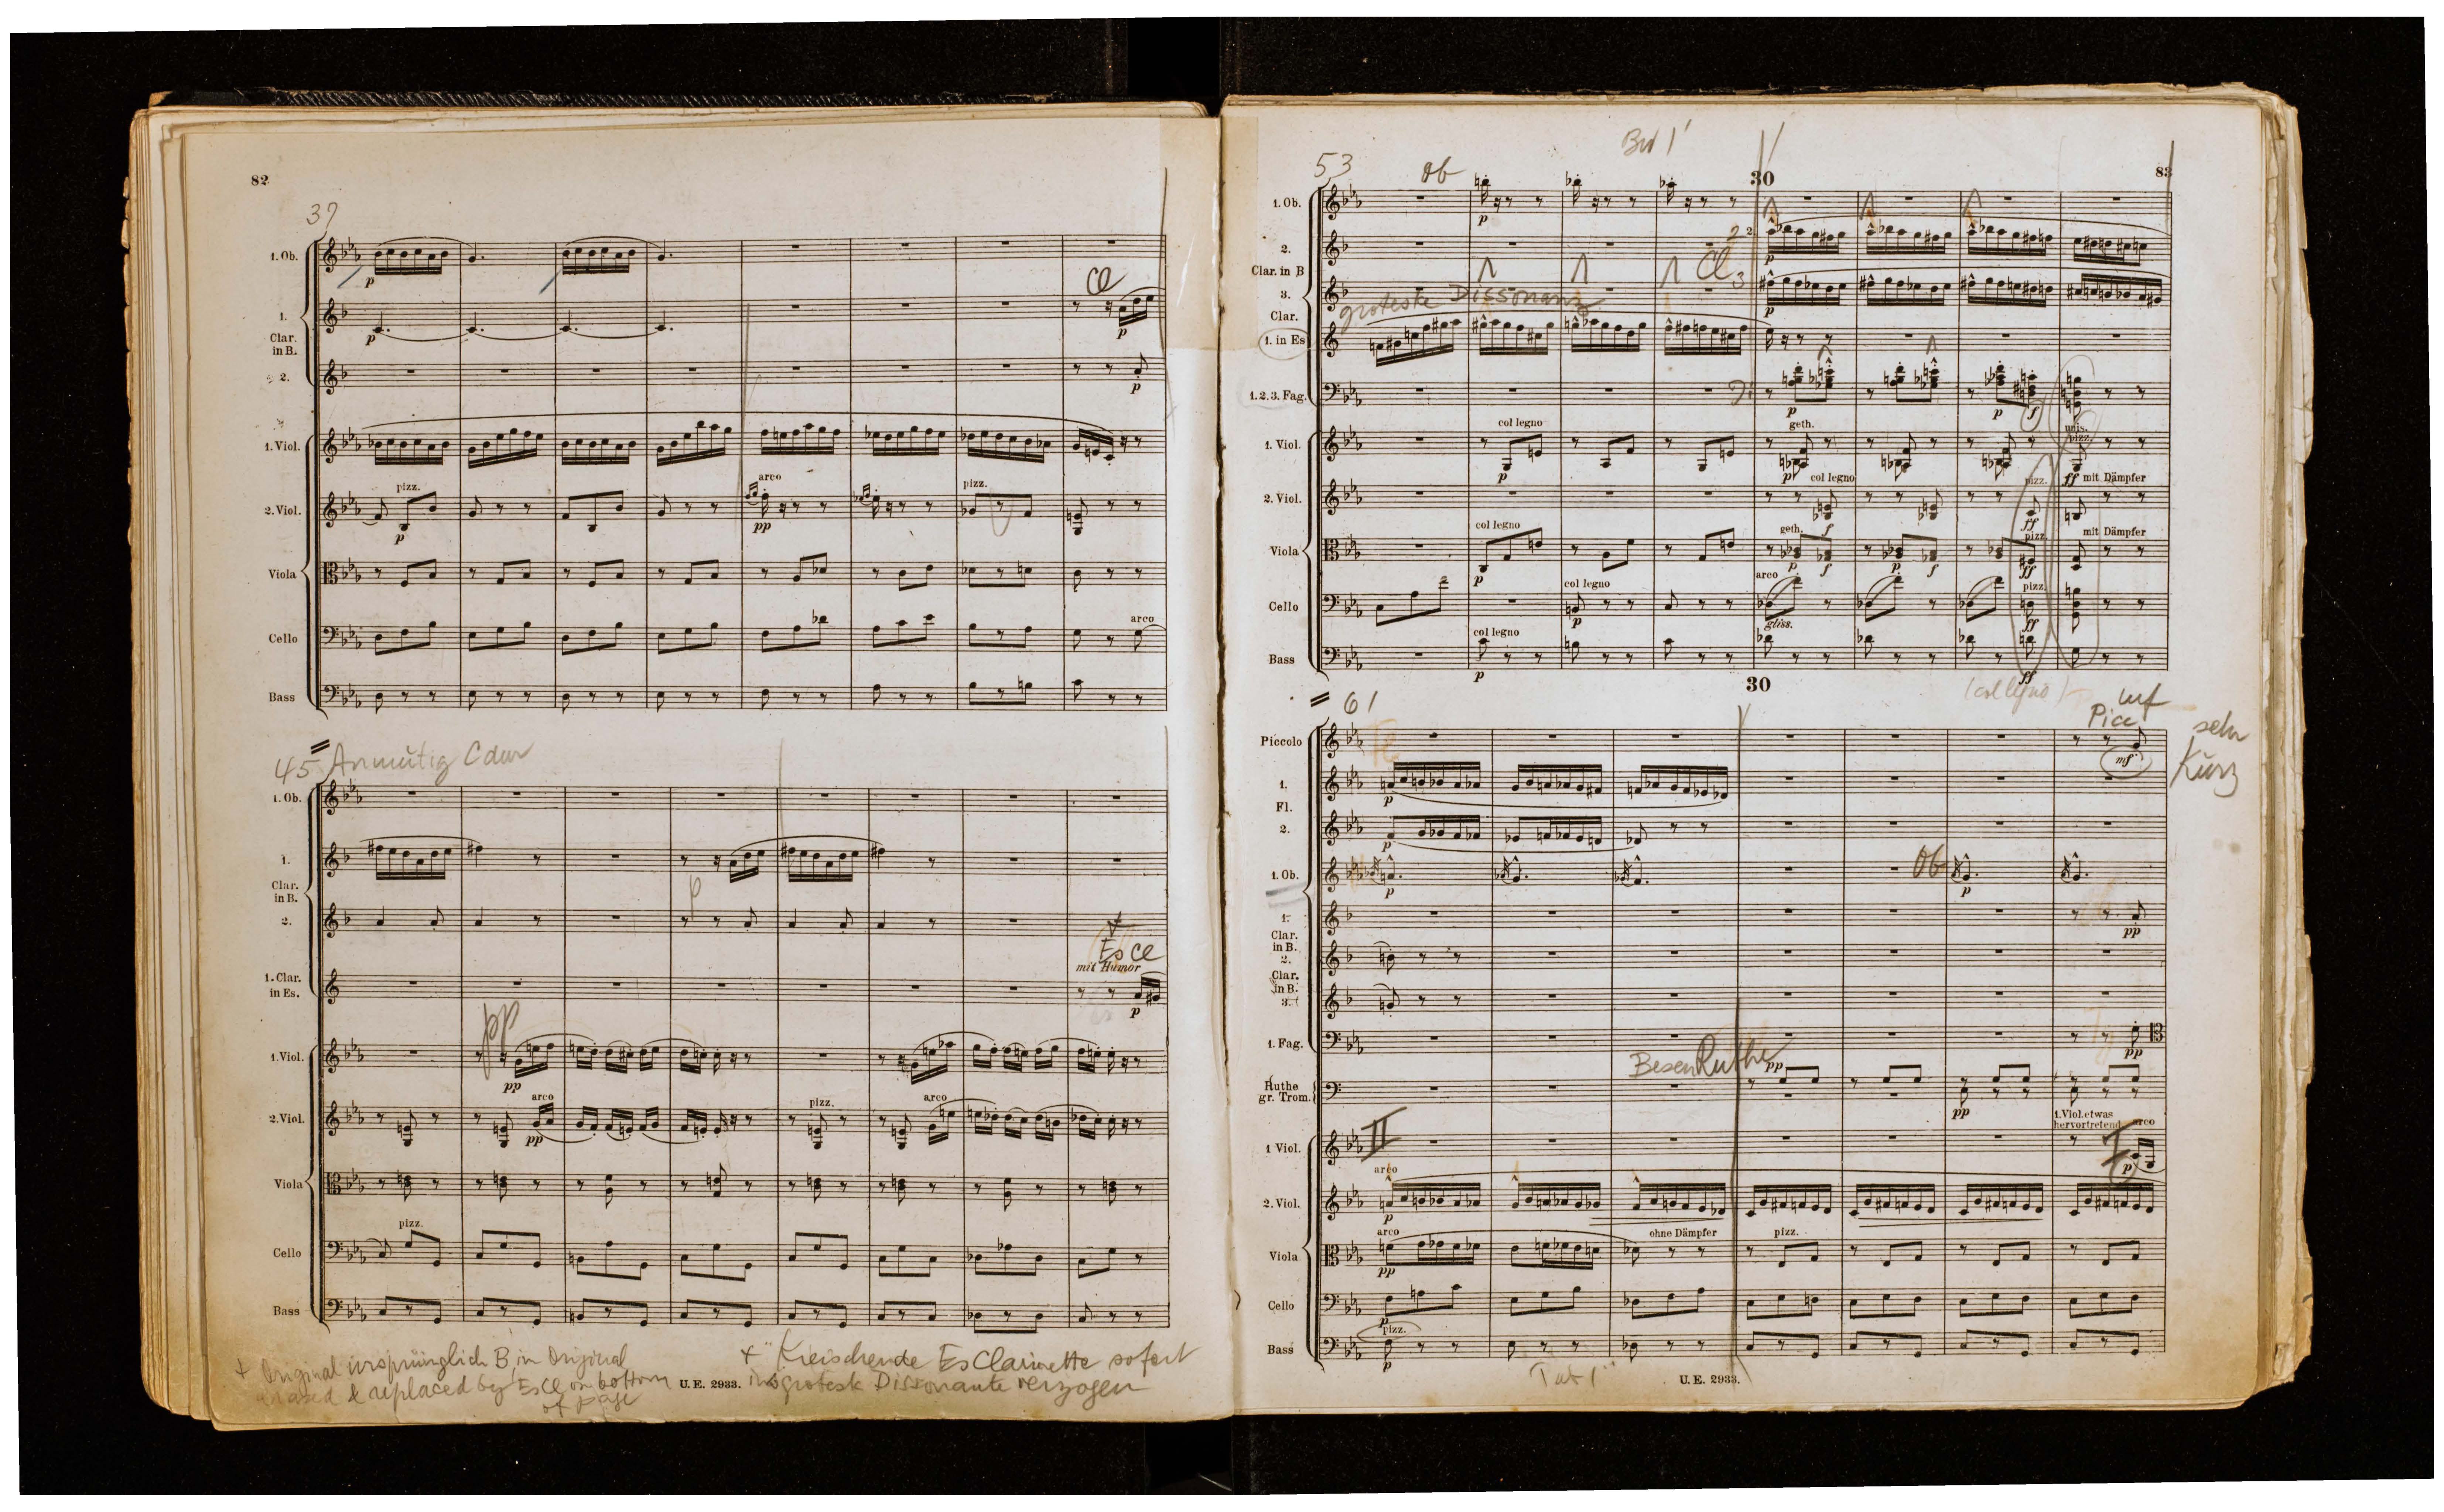 82
37
1. Ob.
p
Cl
1.
p
p
Clar.
in B.
2.
p
1. Viol.
pizz.
arco
pizz.
2. Viol.
p
pp
Viola
arco
Cello
Bass
45 Anmutig C dur
1. Ob.
1.
Clar.
in B.
p
2.
Es Cl
mit Humor
1. Clar.
in Es.
p
pp
1. Viol.
pp
arco
pizz.
arco
2. Viol.
pp
Viola
pizz.
Cello
Bass
+ Original ursprünglich B in Original
erased & replaced by Es Cl on bottom
of page
U. E. 2933.
+ "Kreischende Es Clarinette sofort
ins grotesk Dissonante verzogen
Bw 1'
53
Ob
30
83
1. Ob.
p
2.
2
2.
p
Clar. in B
Cl 3
3.
p
groteske Dissonanz
Clar.
1. in Es
1. 2. 3. Fag.
p
p
f
col legno
geth.
unis.
pizz.
1. Viol.
p
p
ff
mit Dämpfer
col legno
pizz.
2. Viol.
f
ff
col legno
geth.
pizz.
mit Dämpfer
Viola
p
p
f
p
f
ff
col legno
arco
pizz.
Cello
p
gliss.
ff
col legno
Bass
p
ff
30
(col legno)
61
Picc
sehr
Kurz
Piccolo
Fl
mf
1.
p
Fl.
2.
p
Ob
1. Ob.
p
p
1.
Clar.
in B.
pp
2.
Clar.
in B.
3.
1. Fag.
pp
Besen Ruthe
pp
Ruthe
gr. Trom.
pp
1. Viol. etwas
hervortretend
arco
II
I
1 Viol.
p
arco
2. Viol.
p
arco
ohne Dämpfer
pizz.
Viola
pp
Cello
p
pizz.
Bass
p
U. E. 2933.